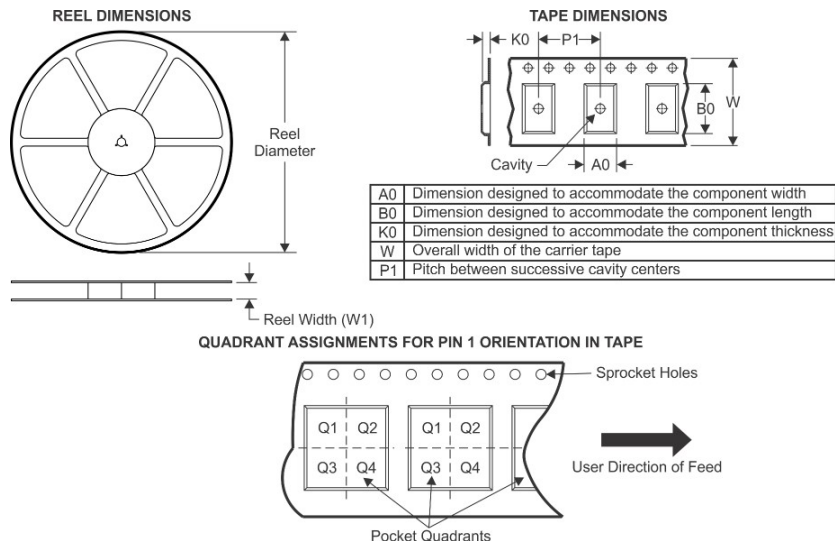 REEL DIMENSIONS
Reel
Diameter
Reel Width (W1)
TAPE DIMENSIONS
K0
P1
B0
W
Cavity
A0
A0 Dimension designed to accommodate the component width
B0 Dimension designed to accommodate the component length
K0 Dimension designed to accommodate the component thickness
W Overall width of the carrier tape
P1 Pitch between successive cavity centers
QUADRANT ASSIGNMENTS FOR PIN 1 ORIENTATION IN TAPE
Sprocket Holes
Q1 Q2 Q1 Q2
Q3 Q4 Q3 Q4
User Direction of Feed
Pocket Quadrants